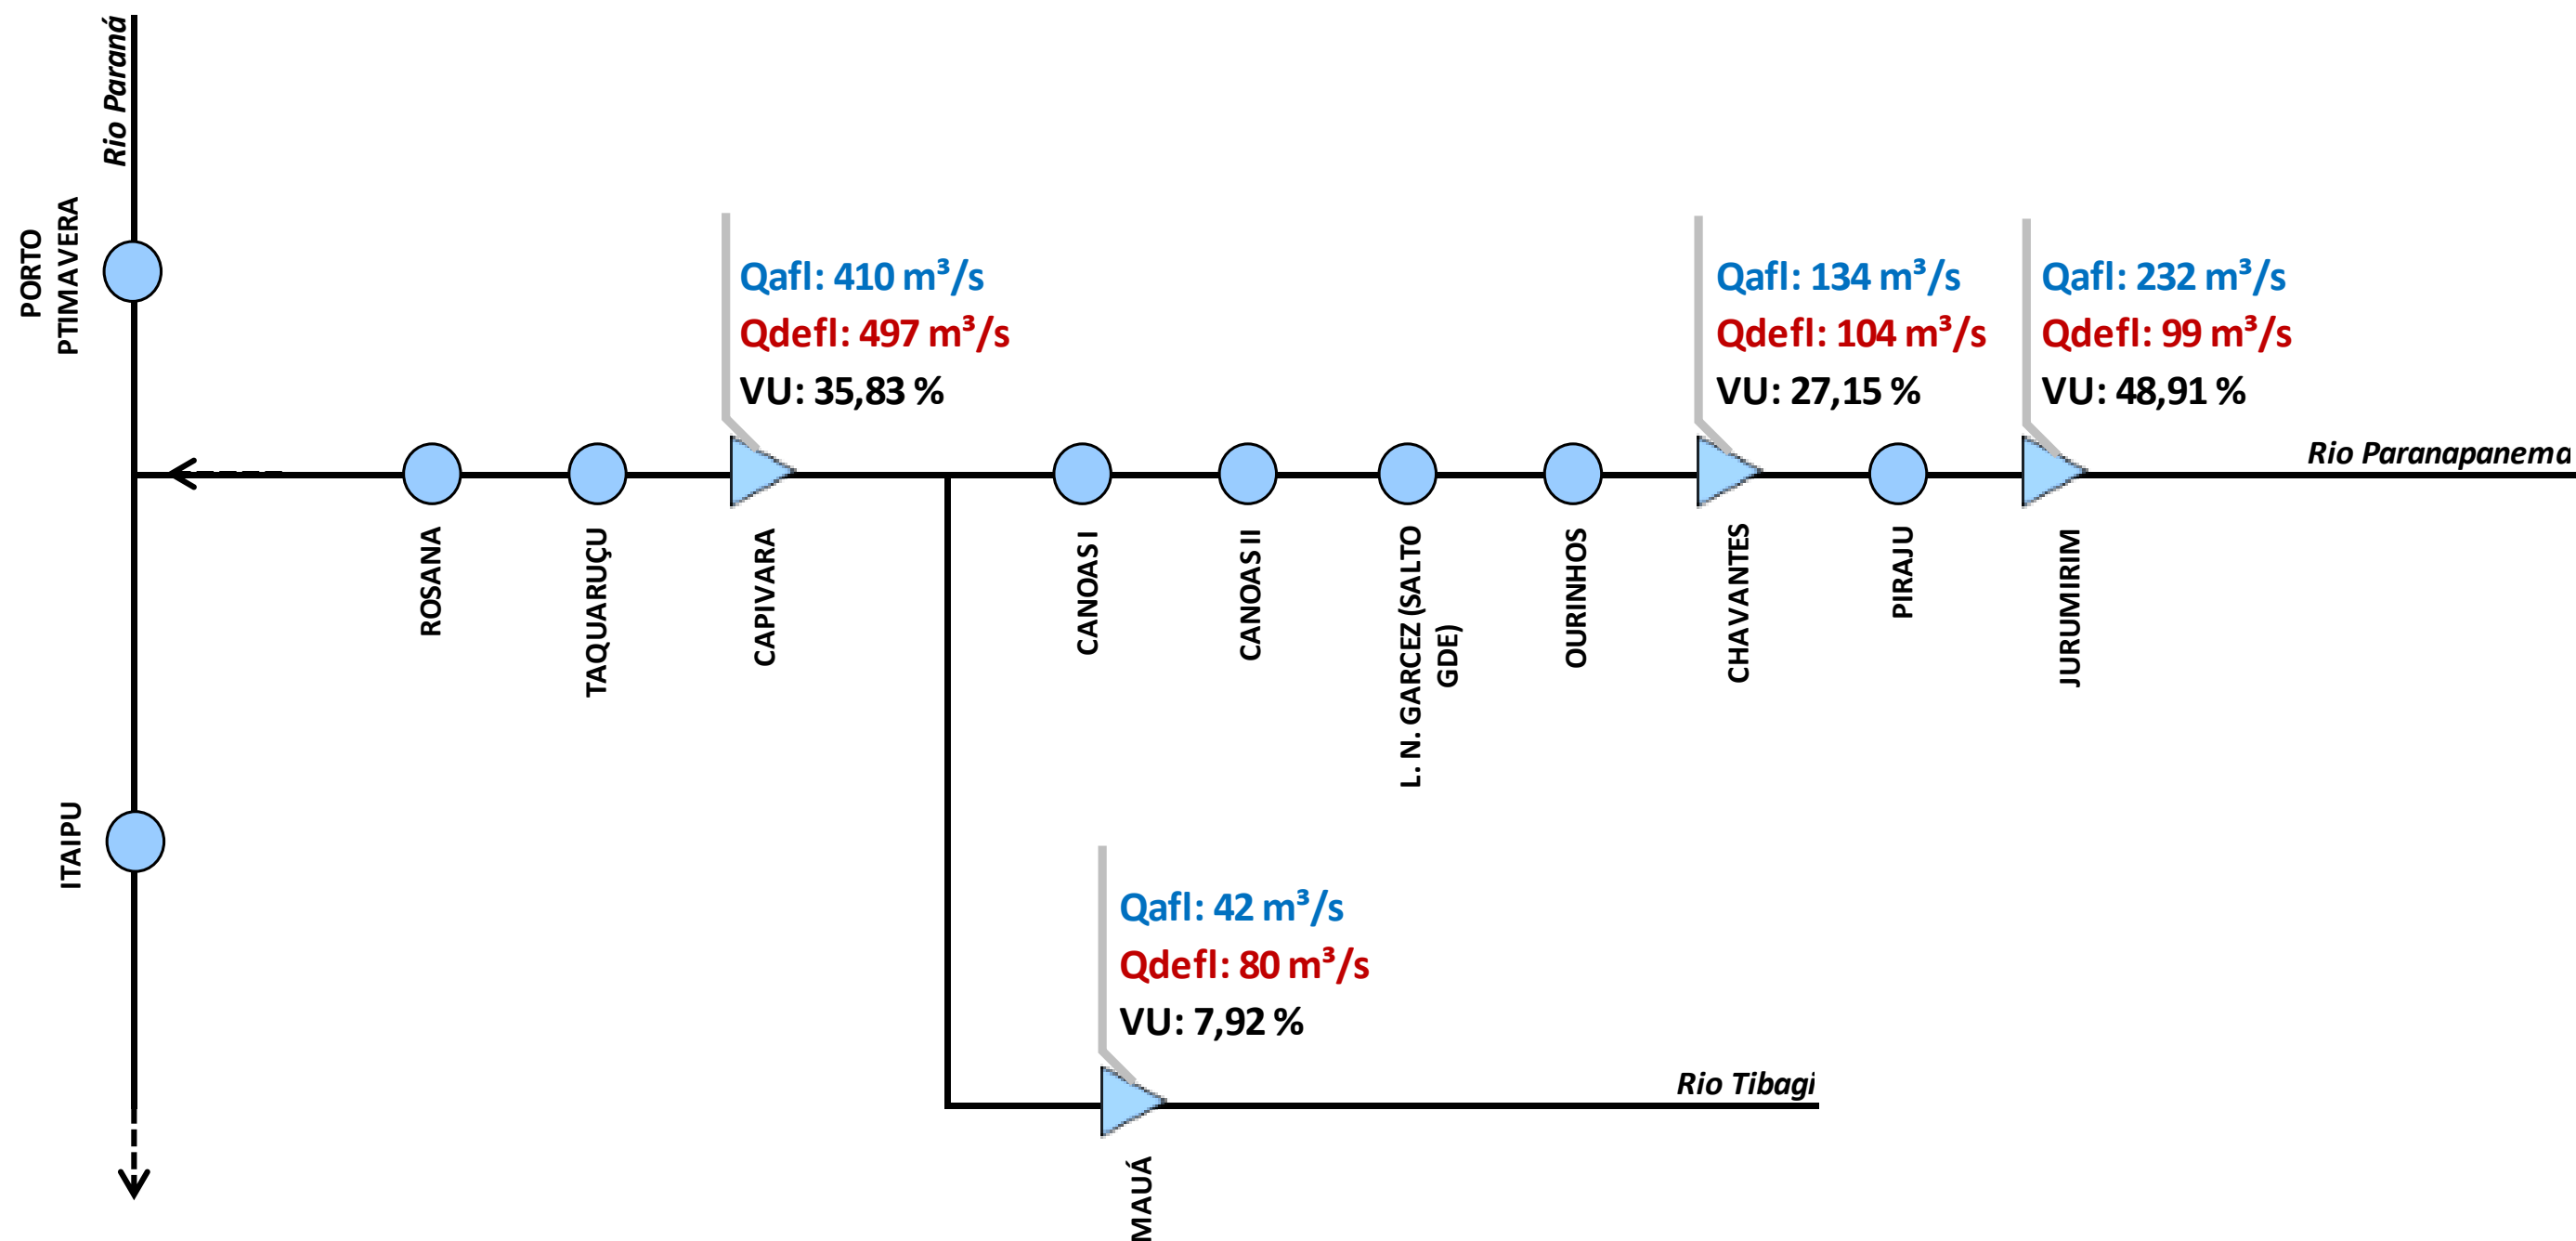 Rio Paraná
PORTO
PTIMAVERA
Qafl: 410 m³/s
Qdefl: 497 m³/s
VU: 35,83 %
Qafl: 134 m³/s
Qdefl: 104 m³/s
VU: 27,15 %
Qafl: 232 m³/s
Qdefl: 99 m³/s
VU: 48,91 %
Rio Paranapanema
ROSANA
TAQUARUÇU
CAPIVARA
CANOAS I
CANOAS II
L. N. GARCEZ (SALTO
GDE)
OURINHOS
CHAVANTES
PIRAJU
JURUMIRIM
ITAIPU
Qafl: 42 m³/s
Qdefl: 80 m³/s
VU: 7,92 %
Rio Tibagi
MAUÁ